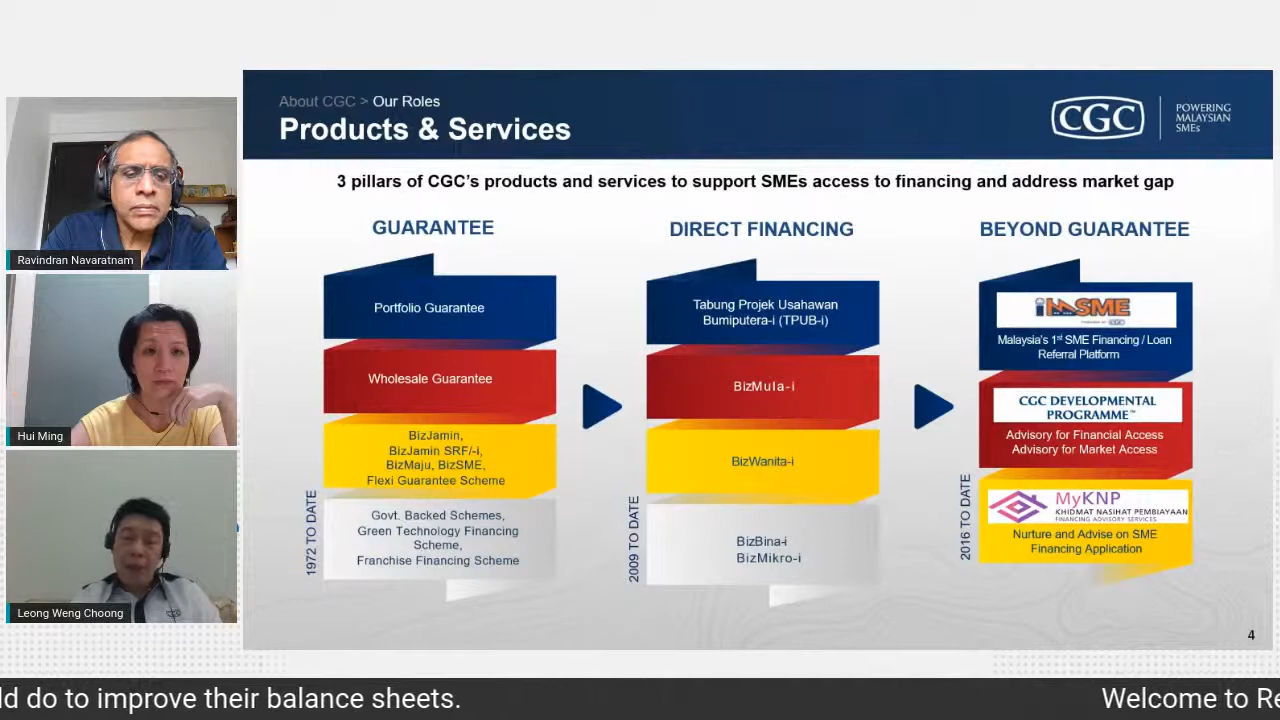 About CGC > Our Roles
Products & Services
CGC
POWERING
MALAYSIAN
SMEs
3 pillars of CGC's products and services to support SMEs access to financing and address market gap
GUARANTEE
Portfolio Guarantee
Wholesale Guarantee
BizJamin,
BizJamin SRF/-i,
BizMaju, BizSME,
Flexi Guarantee Scheme
Govt. Backed Schemes,
Green Technology Financing
Scheme,
Franchise Financing Scheme
1972 TO DATE
DIRECT FINANCING
Tabung Projek Usahawan
Bumiputera-i (TPUB-i)
BizMula-i
BizWanita-i
BizBina-i
BizMikro-i
2009 TO DATE
BEYOND GUARANTEE
imSME
Malaysia's 1st SME Financing / Loan
Referral Platform
CGC DEVELOPMENTAL
PROGRAMME™
Advisory for Financial Access
Advisory for Market Access
MyKNP
KHIDMAT NASIHAT PEMBIAYAAN
FINANCING ADVISORY SERVICES
Nurture and Advise on SME
Financing Application
2016 TO DATE
4
Ravindran Navaratnam
Hui Ming
Leong Weng Choong
ld do to improve their balance sheets.
Welcome to Re